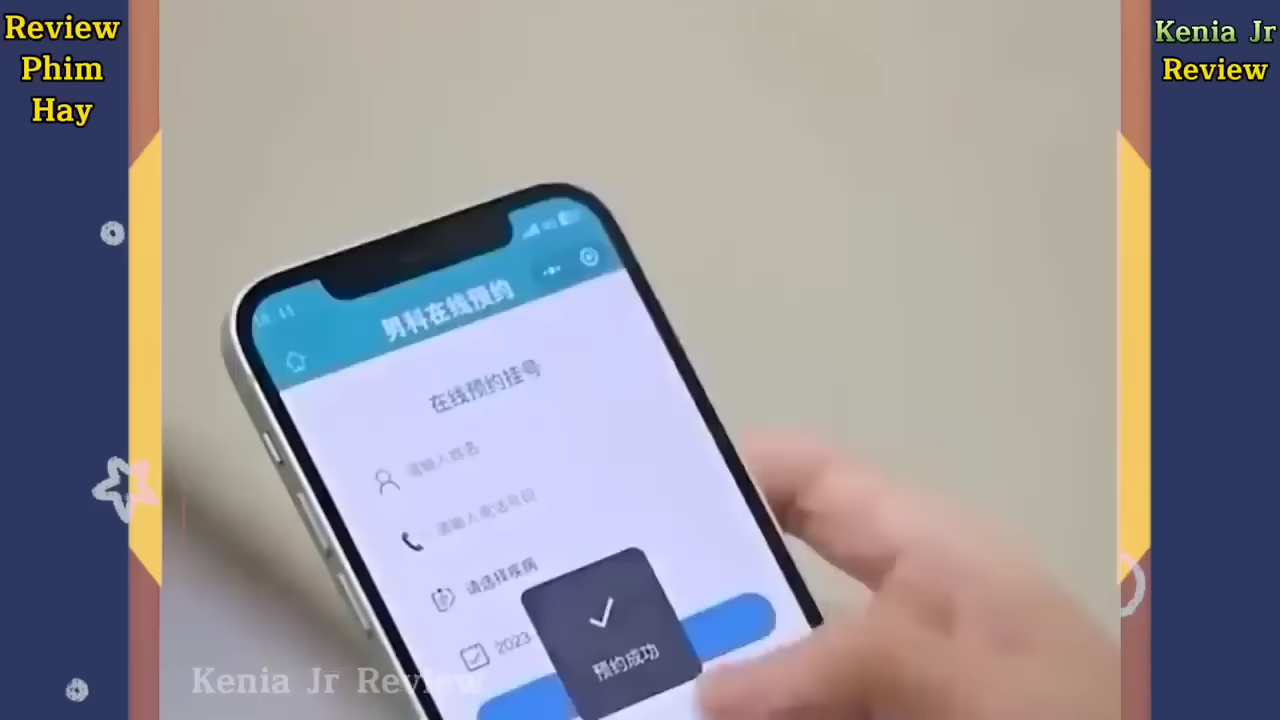 Review
Phim
Hay
Kenia Jr
Review
男科在线预约
在线预约挂号
请输入姓名
请输入电话号码
请选择疾病
2023-
预约成功
Kenia Jr Review